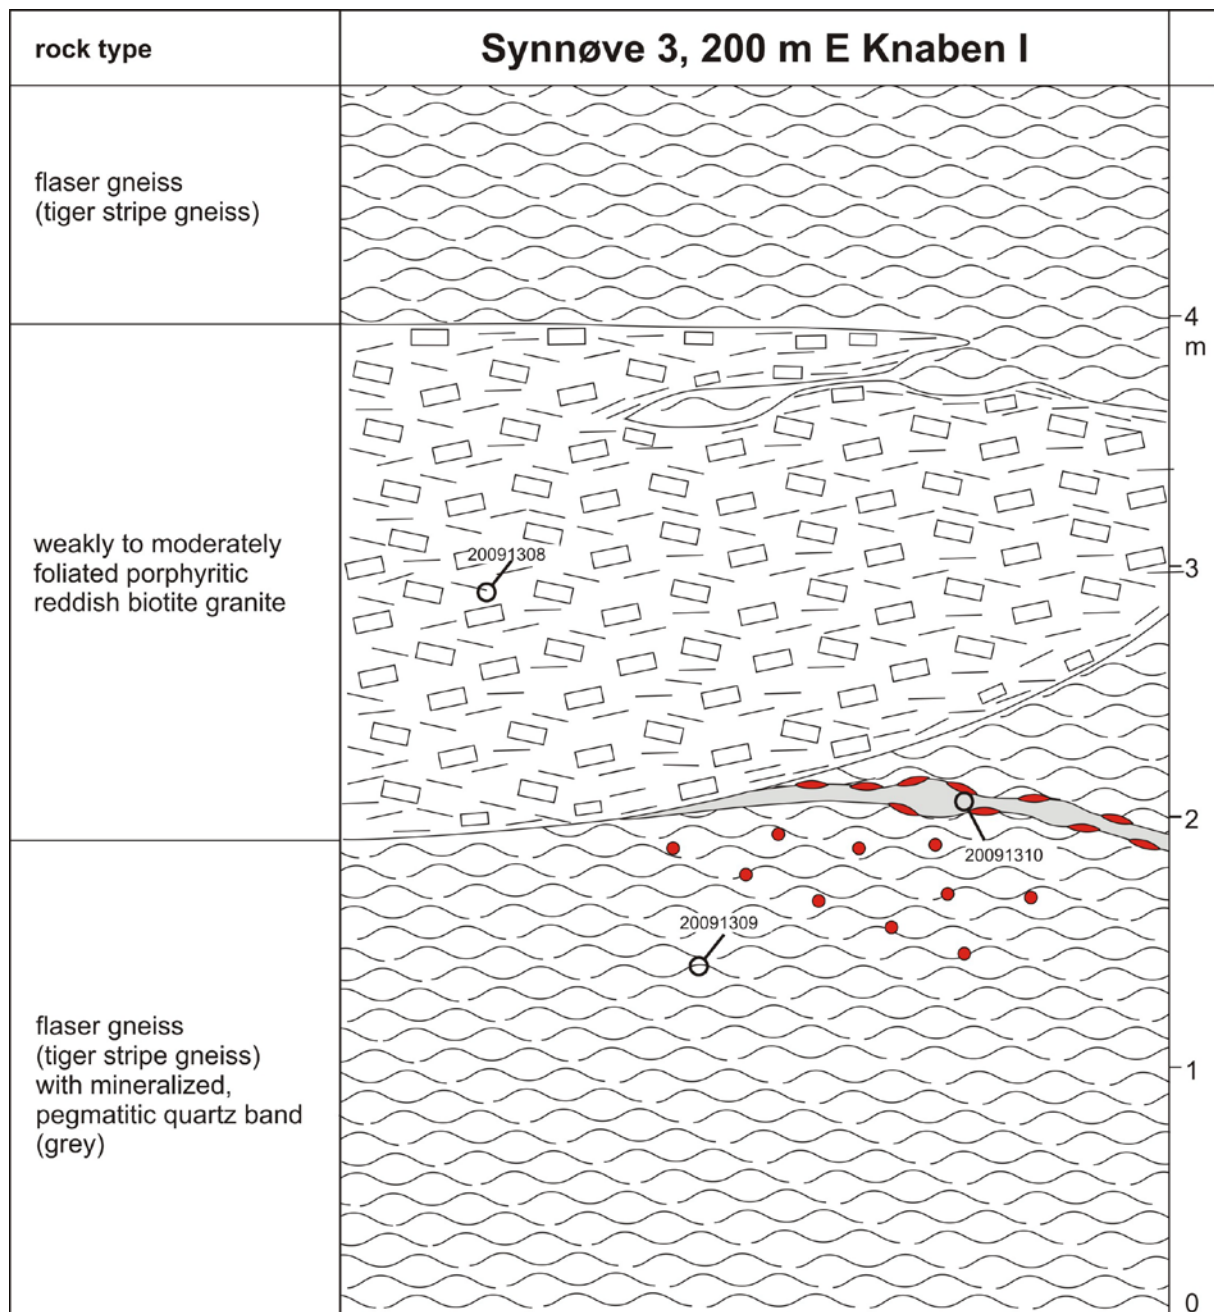 rock type
Synnøve 3, 200 m E Knaben I
flaser gneiss
(tiger stripe gneiss)
4
m
weakly to moderately
foliated porphyritic
reddish biotite granite
20091308
3
2
20091310
20091309
flaser gneiss
(tiger stripe gneiss)
with mineralized,
pegmatitic quartz band
(grey)
1
0